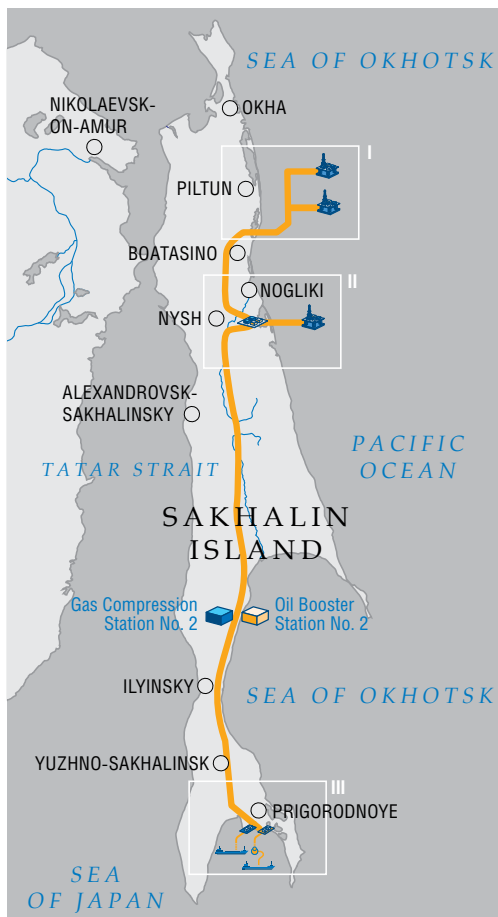 SEA OF OKHOTSK
OKHA
NIKOLAEVSK-
ON-AMUR
I
PILTUN
BOATASINO
II
NOGLIKI
NYSH
ALEXANDROVSK-
SAKHALINSKY
PACIFIC
OCEAN
TATAR STRAIT
SAKHALIN
ISLAND
Gas Compression
Station No. 2
Oil Booster
Station No. 2
ILYINSKY
SEA OF OKHOTSK
YUZHNO-SAKHALINSK
III
PRIGORODNOYE
SEA
OF JAPAN